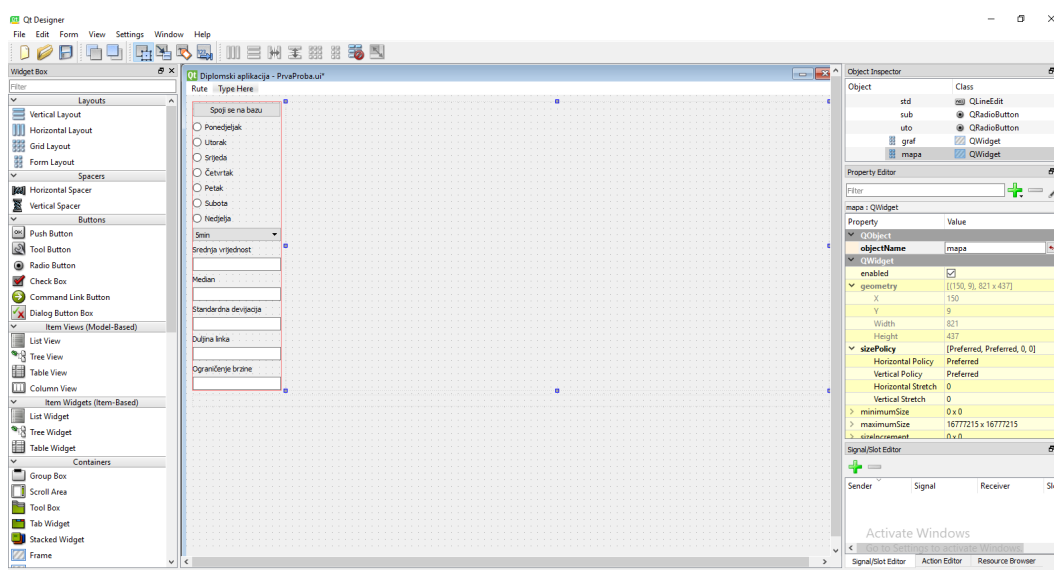 Qt Designer
File Edit Form View Settings Window Help
Widget Box
Filter
Layouts
Vertical Layout
Horizontal Layout
Grid Layout
Form Layout
Spacers
Horizontal Spacer
Vertical Spacer
Buttons
Push Button
Tool Button
Radio Button
Check Box
Command Link Button
Dialog Button Box
Item Views (Model-Based)
List View
Tree View
Table View
Column View
Item Widgets (Item-Based)
List Widget
Tree Widget
Table Widget
Containers
Group Box
Scroll Area
Tool Box
Tab Widget
Stacked Widget
Frame
Diplomski aplikacija - PrvaProba.ui*
Rute Type Here
Spoji se na bazu
Ponedjeljak
Utorak
Srijeda
Četvrtak
Petak
Subota
Nedjelja
5min
Srednja vrijednost
Median
Standardna devijacija
Duljina linka
Ograničenje brzine
Object Inspector
Object Class
std QLineEdit
sub QRadioButton
uto QRadioButton
graf QWidget
mapa QWidget
Property Editor
Filter
mapa : QWidget
Property Value
QObject
objectName mapa
QWidget
enabled
geometry [(150, 9), 821 x 437]
X 150
Y 9
Width 821
Height 437
sizePolicy [Preferred, Preferred, 0, 0]
Horizontal Policy Preferred
Vertical Policy Preferred
Horizontal Stretch 0
Vertical Stretch 0
minimumSize 0 x 0
maximumSize 16777215 x 16777215
sizeIncrement 0 x 0
Signal/Slot Editor
Sender Signal Receiver Sl
Activate Windows
Go to Settings to activate Windows.
Signal/Slot Editor Action Editor Resource Browser